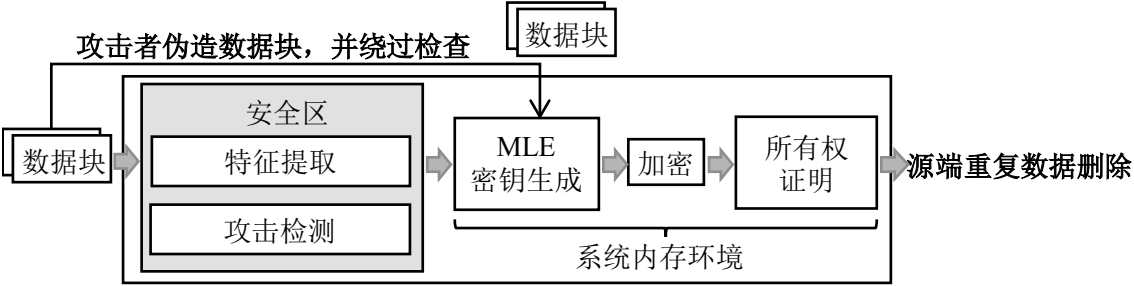 数据块
攻击者伪造数据块，并绕过检查
安全区
数据块
特征提取
攻击检测
MLE
密钥生成
加密
所有权
证明
源端重复数据删除
系统内存环境